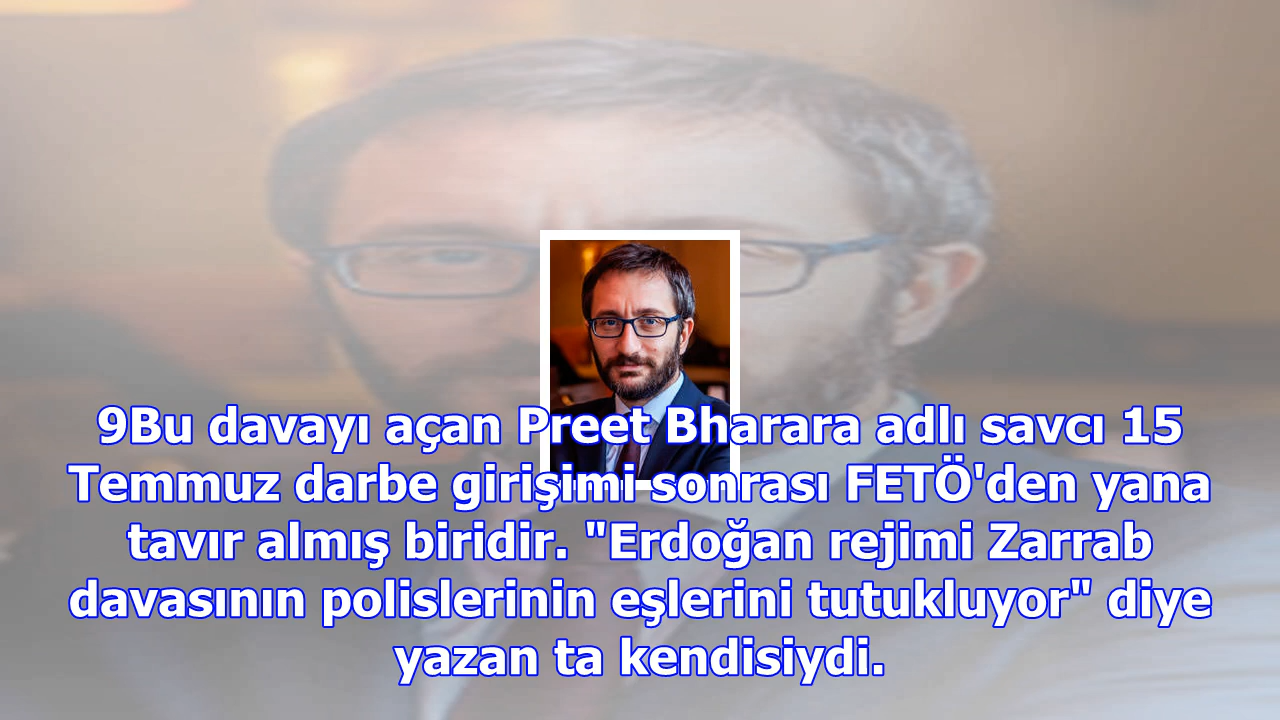 9Bu davayı açan Preet Bharara adlı savcı 15
Temmuz darbe girişimi sonrası FETÖ'den yana
tavır almış biridir. "Erdoğan rejimi Zarrab
davasının polislerinin eşlerini tutukluyor" diye
yazan ta kendisiydi.